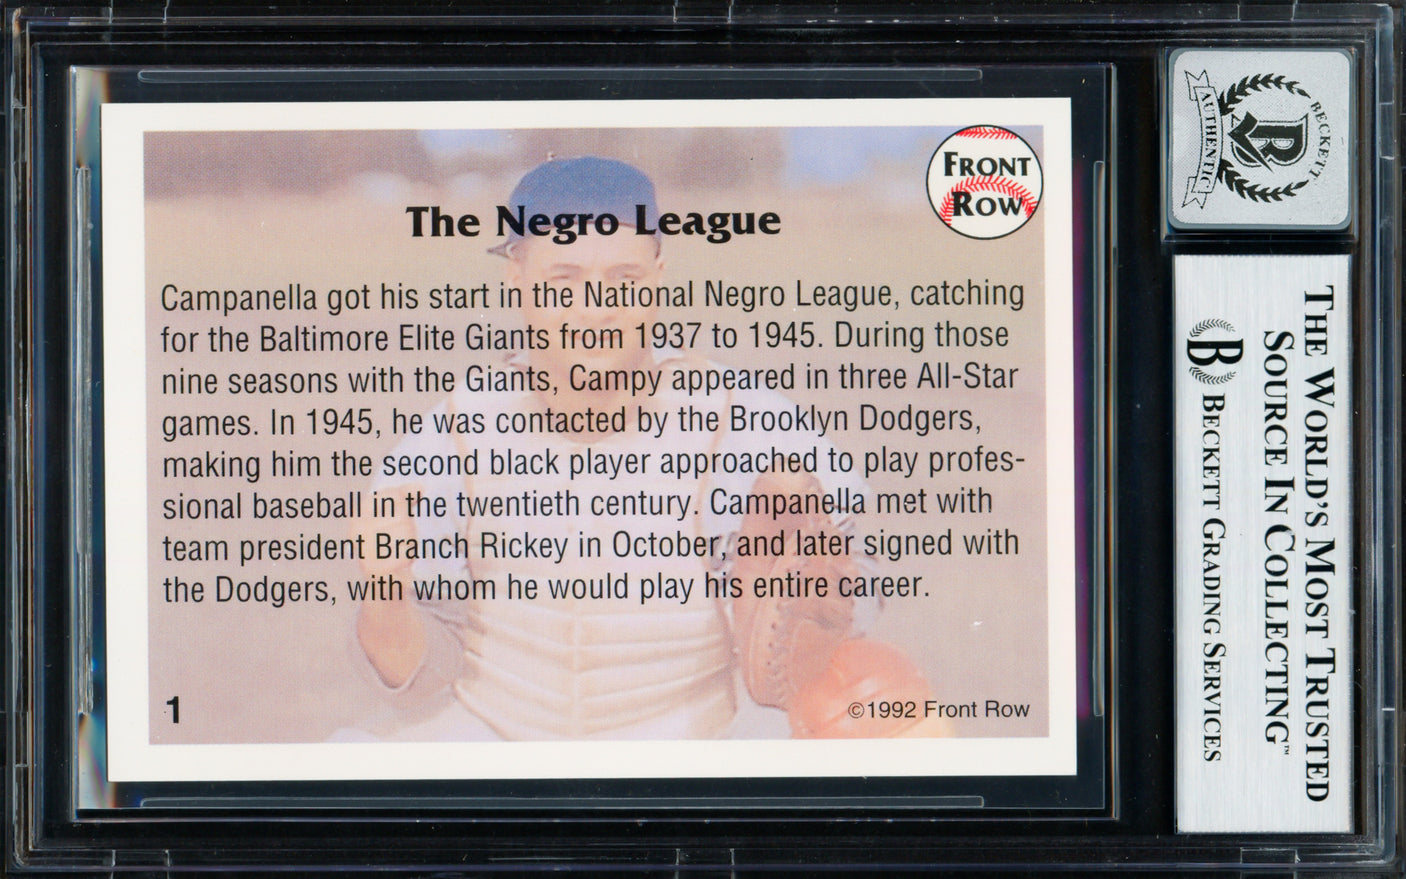 The Negro League
FRONT
ROW
Campanella got his start in the National Negro League, catching
for the Baltimore Elite Giants from 1937 to 1945. During those
nine seasons with the Giants, Campy appeared in three All-Star
games. In 1945, he was contacted by the Brooklyn Dodgers,
making him the second black player approached to play profes-
sional baseball in the twentieth century. Campanella met with
team president Branch Rickey in October, and later signed with
the Dodgers, with whom he would play his entire career.
1
©1992 Front Row
BECKETT
AUTHENTIC
THE WORLD'S MOST TRUSTED
SOURCE IN COLLECTING™
B BECKETT GRADING SERVICES